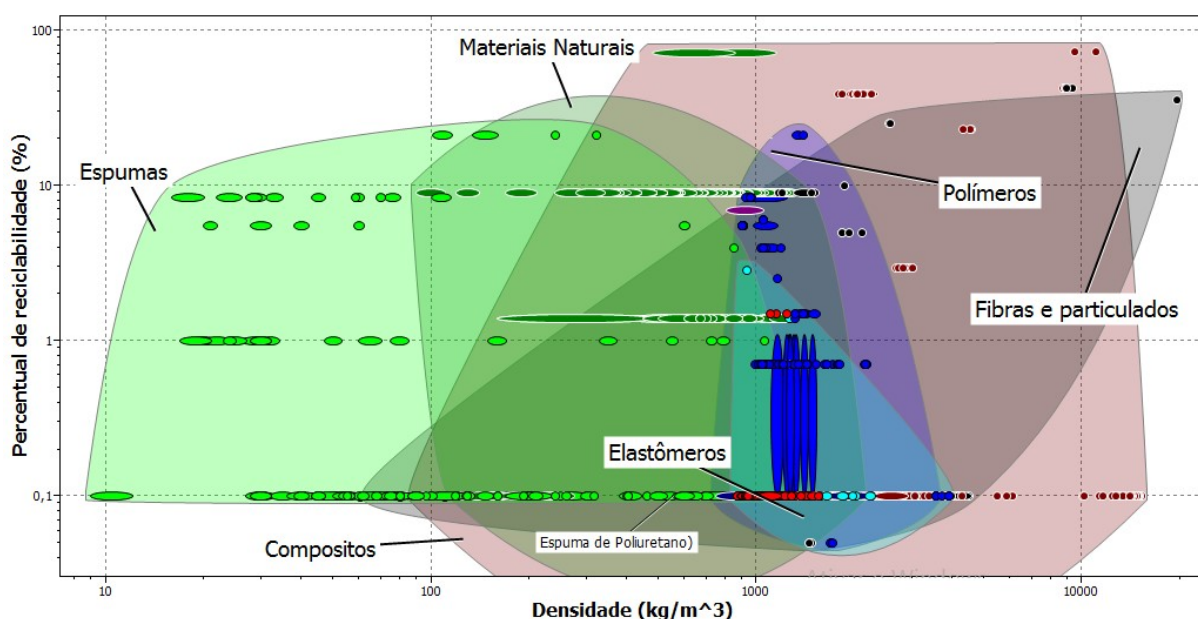 100
Materiais Naturais
Espumas
10
Polímeros
Fibras e particulados
1
Percentual de reciclabilidade (%)
Elastômeros
0,1
Espuma de Poliuretano)
Compositos
10
100
1000
10000
Densidade (kg/m^3)